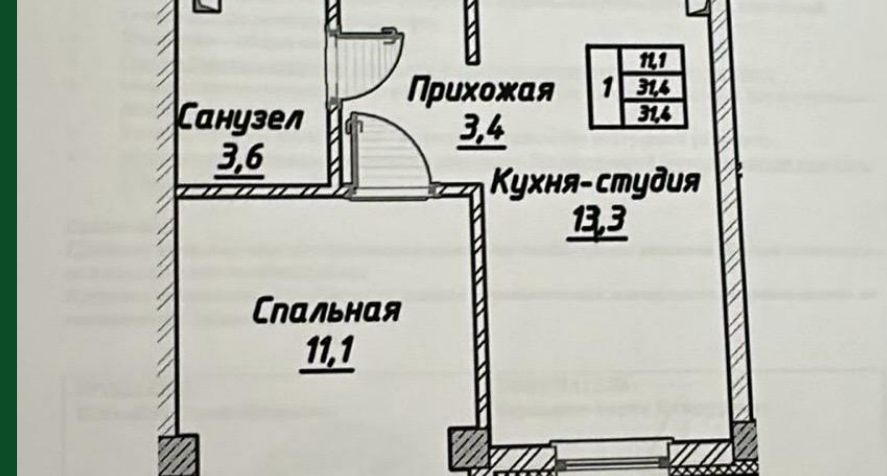 Прихожая
3,4
1
11,1
31,4
31,4
Санузел
3,6
Кухня-студия
13,3
Спальная
11,1